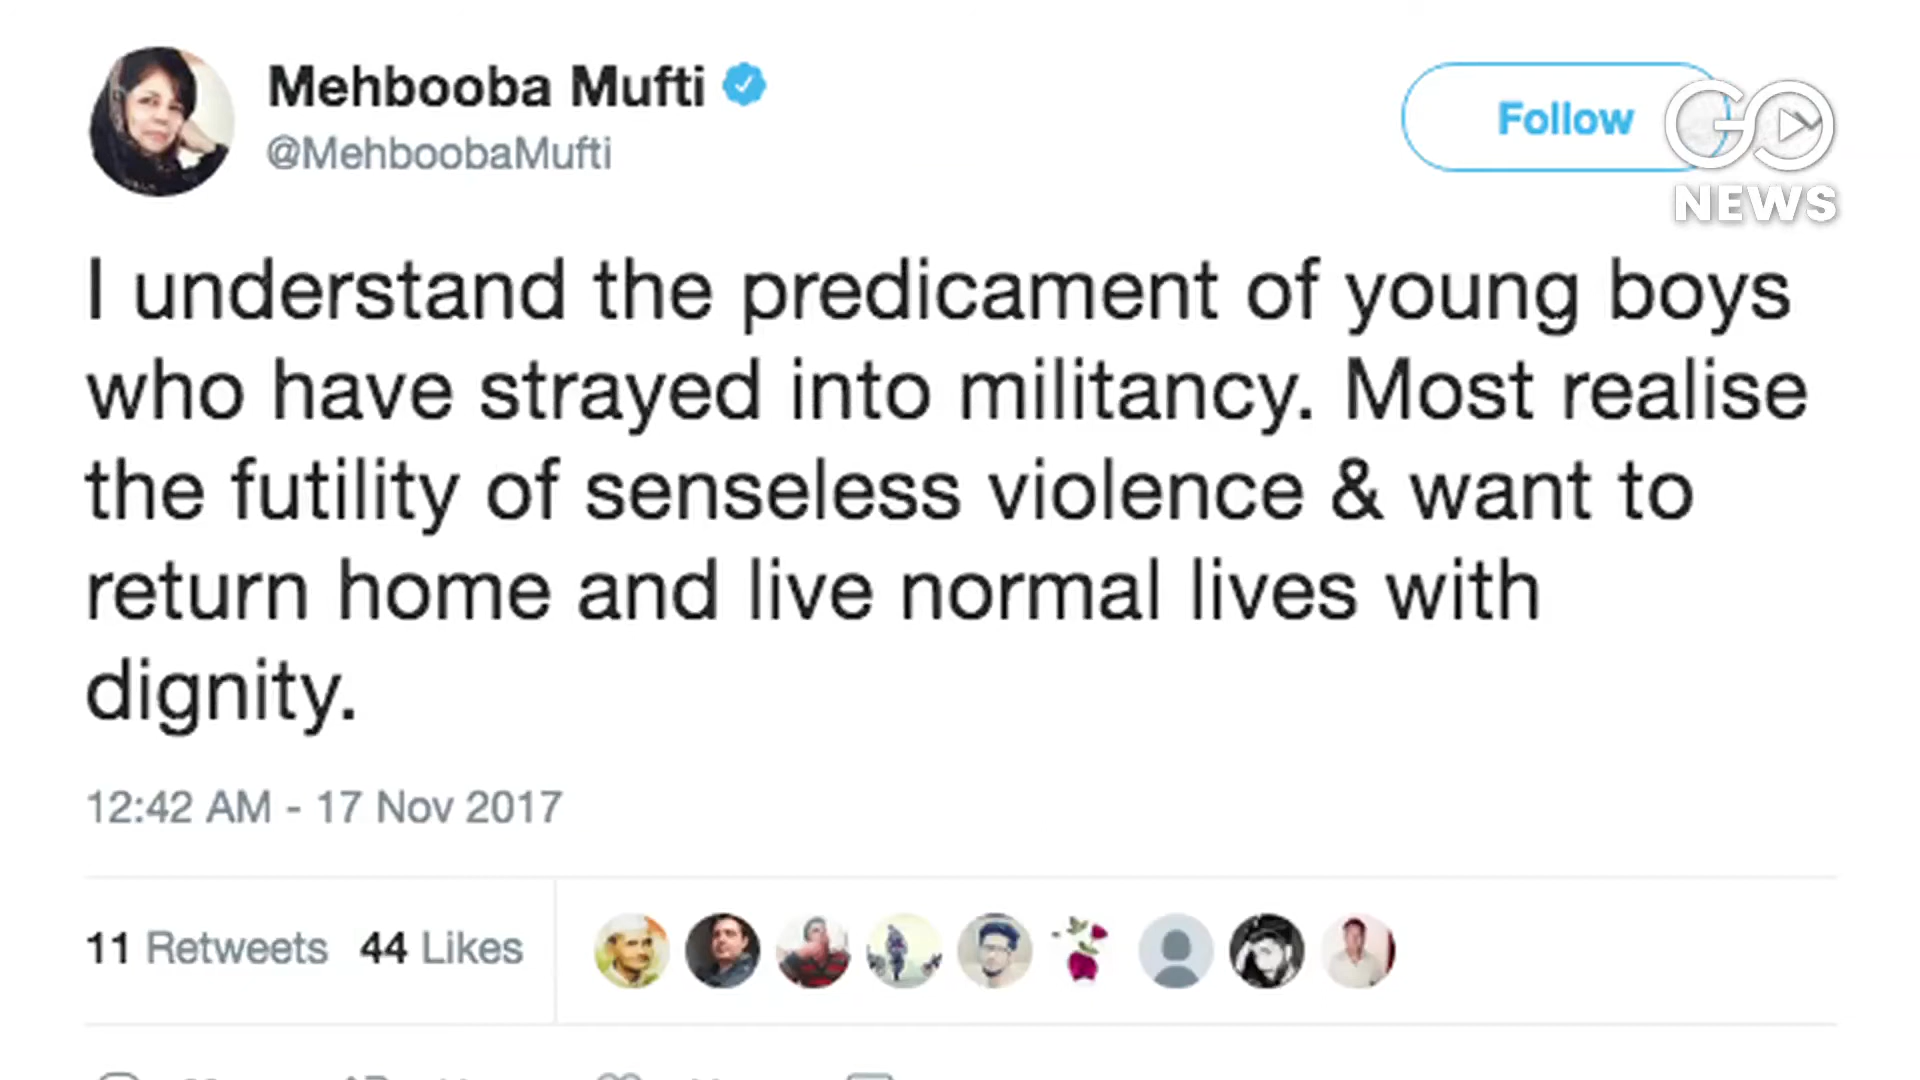 Mehbooba Mufti
@MehboobaMufti
Follow
GO
NEWS
I understand the predicament of young boys
who have strayed into militancy. Most realise
the futility of senseless violence & want to
return home and live normal lives with
dignity.
12:42 AM - 17 Nov 2017
11 Retweets 44 Likes